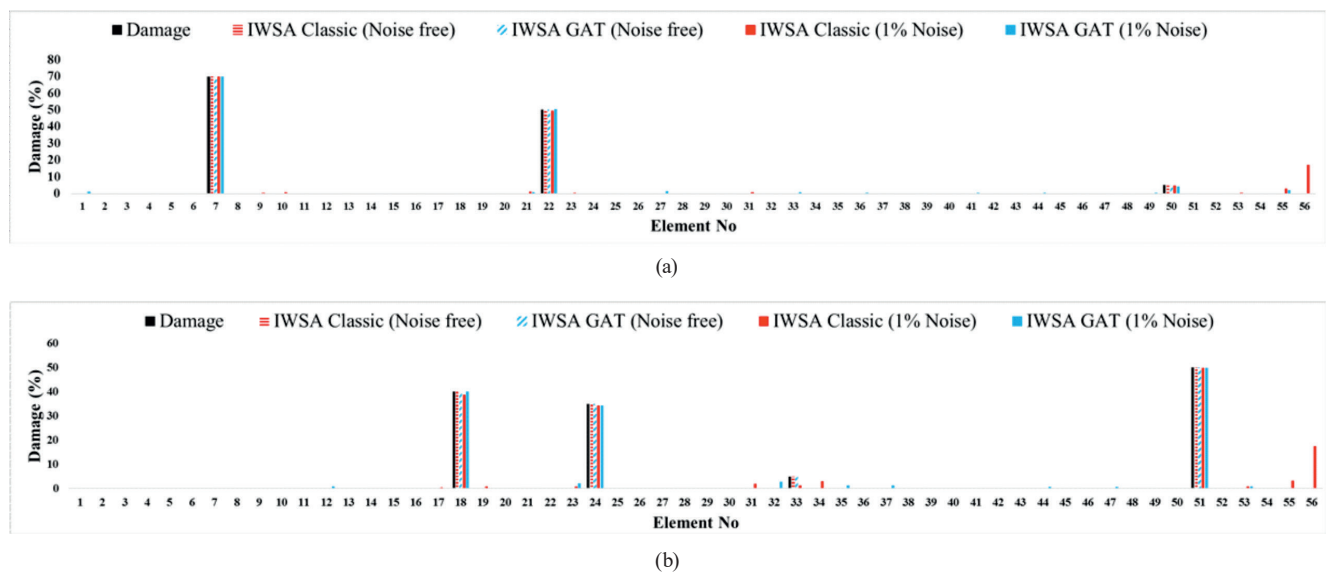 Damage IWSA Classic (Noise free) IWSA GAT (Noise free) IWSA Classic (1% Noise) IWSA GAT (1% Noise)
Damage (%)
80
70
60
50
40
30
20
10
0
1 2 3 4 5 6 7 8 9 10 11 12 13 14 15 16 17 18 19 20 21 22 23 24 25 26 27 28 29 30 31 32 33 34 35 36 37 38 39 40 41 42 43 44 45 46 47 48 49 50 51 52 53 54 55 56
Element No
(a)
Damage IWSA Classic (Noise free) IWSA GAT (Noise free) IWSA Classic (1% Noise) IWSA GAT (1% Noise)
Damage (%)
60
50
40
30
20
10
0
1 2 3 4 5 6 7 8 9 10 11 12 13 14 15 16 17 18 19 20 21 22 23 24 25 26 27 28 29 30 31 32 33 34 35 36 37 38 39 40 41 42 43 44 45 46 47 48 49 50 51 52 53 54 55 56
Element No
(b)